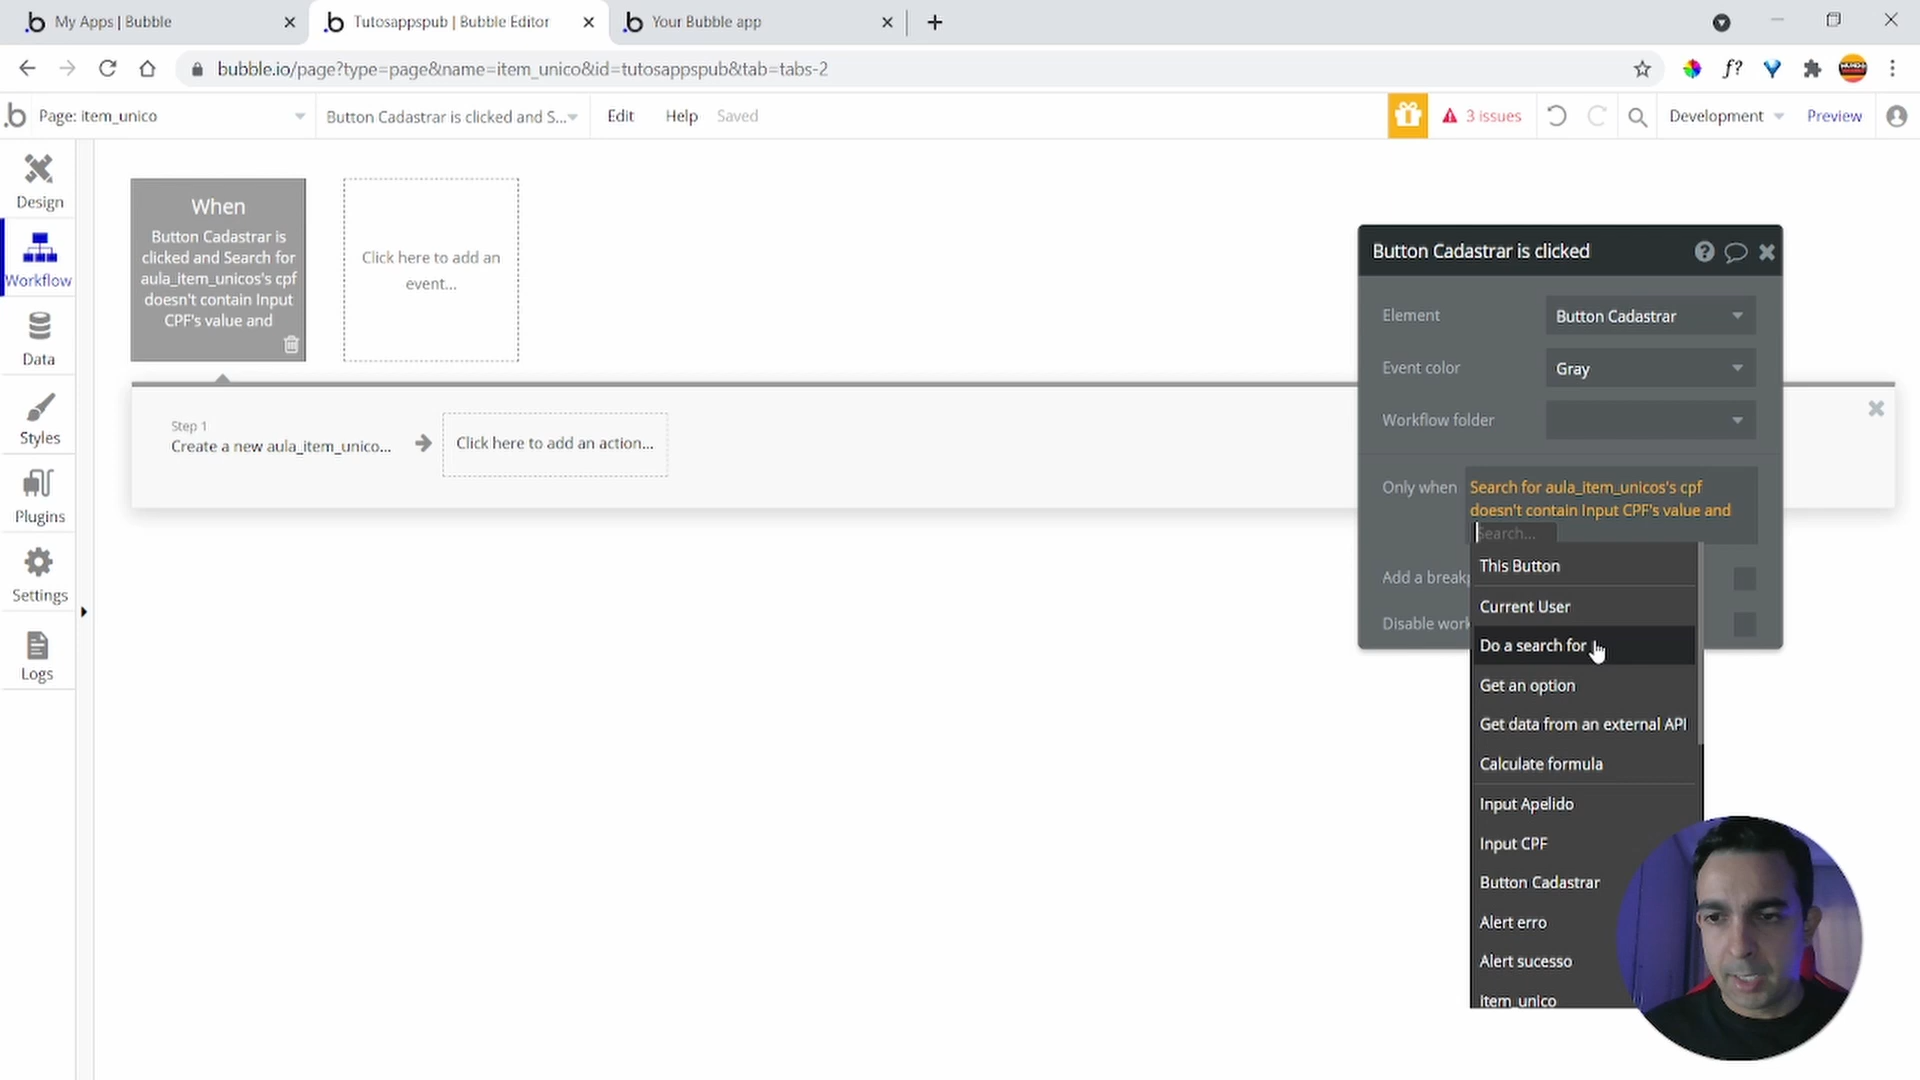 My Apps | Bubble
Tutosappspub | Bubble Editor
Your Bubble app
bubble.io/page?type=page&name=item_unico&id=tutosappspub&tab=tabs-2
f?
Page: item_unico
Button Cadastrar is clicked and S...
Edit
Help
Saved
3 issues
Development
Preview
Design
Workflow
Data
Styles
Plugins
Settings
Logs
When
Button Cadastrar is
clicked and Search for
aula_item_unicos's cpf
doesn't contain Input
CPF's value and
Click here to add an
event...
Step 1
Create a new aula_item_unico...
Click here to add an action...
Button Cadastrar is clicked
Element
Button Cadastrar
Event color
Gray
Workflow folder
Only when
Search for aula_item_unicos's cpf
doesn't contain Input CPF's value and
Search...
Add a breakp
Disable work
This Button
Current User
Do a search for
Get an option
Get data from an external API
Calculate formula
Input Apelido
Input CPF
Button Cadastrar
Alert erro
Alert sucesso
item_unico